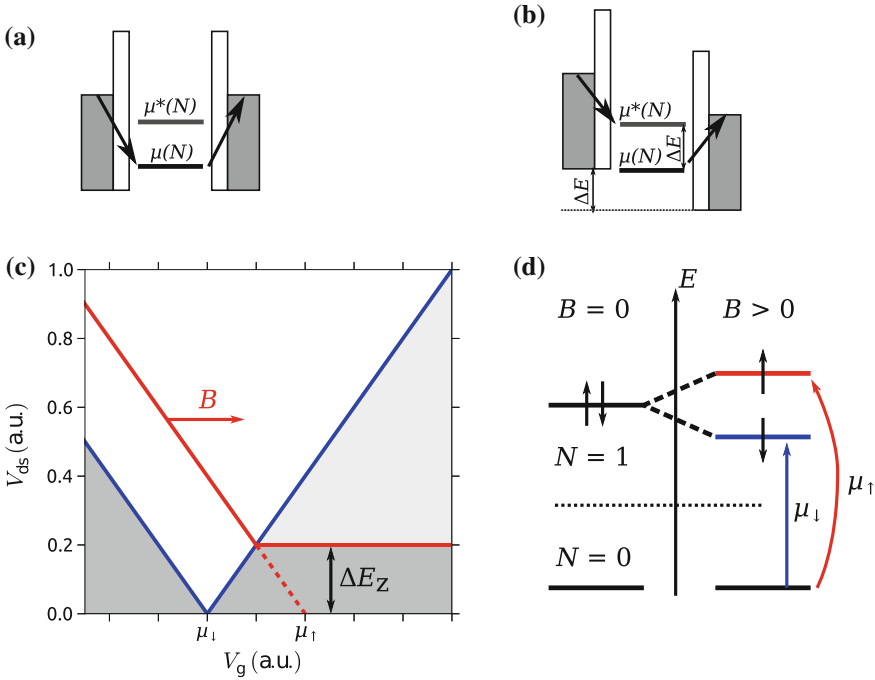 (a)
μ*(N)
μ(N)
(b)
μ*(N)
μ(N)
ΔE
ΔE
(c)
1.0
0.8
0.6
0.4
0.2
0.0
V_ds (a.u.)
B
ΔE_Z
μ↓
μ↑
V_g (a.u.)
(d)
E
B = 0
B > 0
N = 1
N = 0
μ↓
μ↑